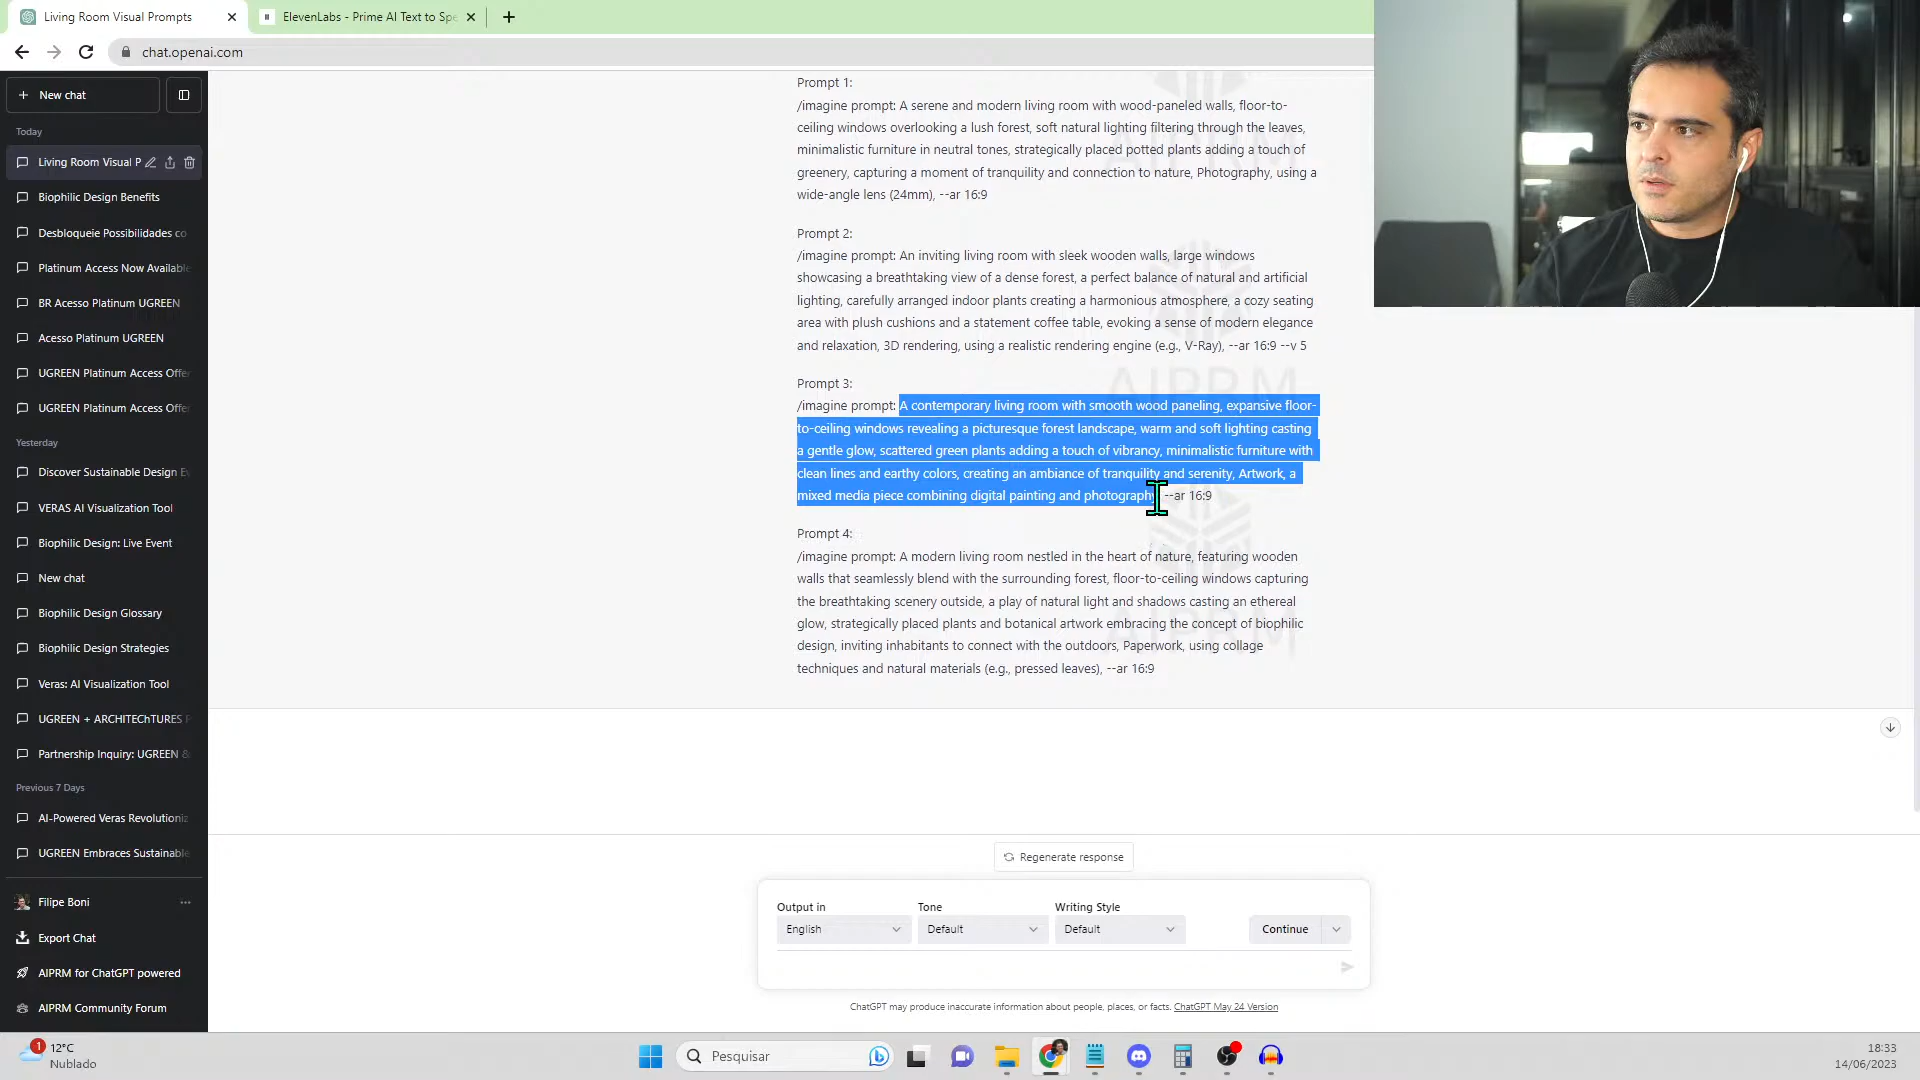 Living Room Visual Prompts
ElevenLabs - Prime AI Text to Spe
chat.openai.com
New chat
Today
Living Room Visual P
Biophilic Design Benefits
Desbloqueie Possibilidades co
Platinum Access Now Available
BR Acesso Platinum UGREEN
Acesso Platinum UGREEN
UGREEN Platinum Access Offe
UGREEN Platinum Access Offe
Yesterday
Discover Sustainable Design E
VERAS AI Visualization Tool
Biophilic Design: Live Event
New chat
Biophilic Design Glossary
Biophilic Design Strategies
Veras: AI Visualization Tool
UGREEN + ARCHITEChTURES P
Partnership Inquiry: UGREEN &
Previous 7 Days
AI-Powered Veras Revolutioniz
UGREEN Embraces Sustainable
Filipe Boni
Export Chat
AIPRM for ChatGPT powered
AIPRM Community Forum
Prompt 1:
/imagine prompt: A serene and modern living room with wood-paneled walls, floor-to-
ceiling windows overlooking a lush forest, soft natural lighting filtering through the leaves,
minimalistic furniture in neutral tones, strategically placed potted plants adding a touch of
greenery, capturing a moment of tranquility and connection to nature, Photography, using a
wide-angle lens (24mm), --ar 16:9
Prompt 2:
/imagine prompt: An inviting living room with sleek wooden walls, large windows
showcasing a breathtaking view of a dense forest, a perfect balance of natural and artificial
lighting, carefully arranged indoor plants creating a harmonious atmosphere, a cozy seating
area with plush cushions and a statement coffee table, evoking a sense of modern elegance
and relaxation, 3D rendering, using a realistic rendering engine (e.g., V-Ray), --ar 16:9 --v 5
AIPRM
Prompt 3:
/imagine prompt: A contemporary living room with smooth wood paneling, expansive floor-
to-ceiling windows revealing a picturesque forest landscape, warm and soft lighting casting
a gentle glow, scattered green plants adding a touch of vibrancy, minimalistic furniture with
clean lines and earthy colors, creating an ambiance of tranquility and serenity, Artwork, a
mixed media piece combining digital painting and photography --ar 16:9
Prompt 4:
/imagine prompt: A modern living room nestled in the heart of nature, featuring wooden
walls that seamlessly blend with the surrounding forest, floor-to-ceiling windows capturing
the breathtaking scenery outside, a play of natural light and shadows casting an ethereal
glow, strategically placed plants and botanical artwork embracing the concept of biophilic
design, inviting inhabitants to connect with the outdoors, Paperwork, using collage
techniques and natural materials (e.g., pressed leaves), --ar 16:9
AIPRM
Regenerate response
Output in
Tone
Writing Style
English
Default
Default
Continue
ChatGPT may produce inaccurate information about people, places, or facts. ChatGPT May 24 Version
1
12°C
Nublado
Pesquisar
18:33
14/06/2023